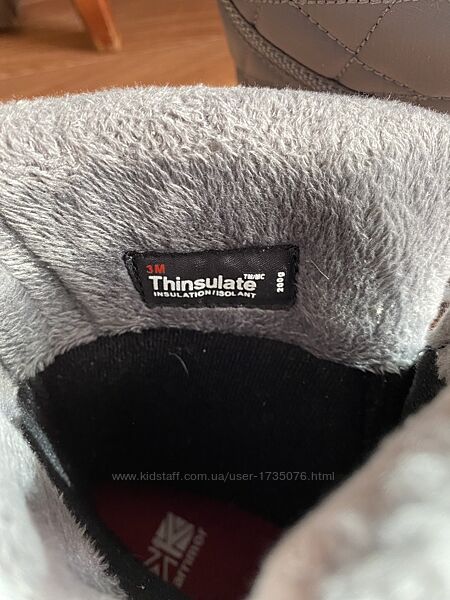 3M
Thinsulate TM/MC
INSULATION/ISOLANT
200g
www.kidstaff.com.ua/user-1735076.html